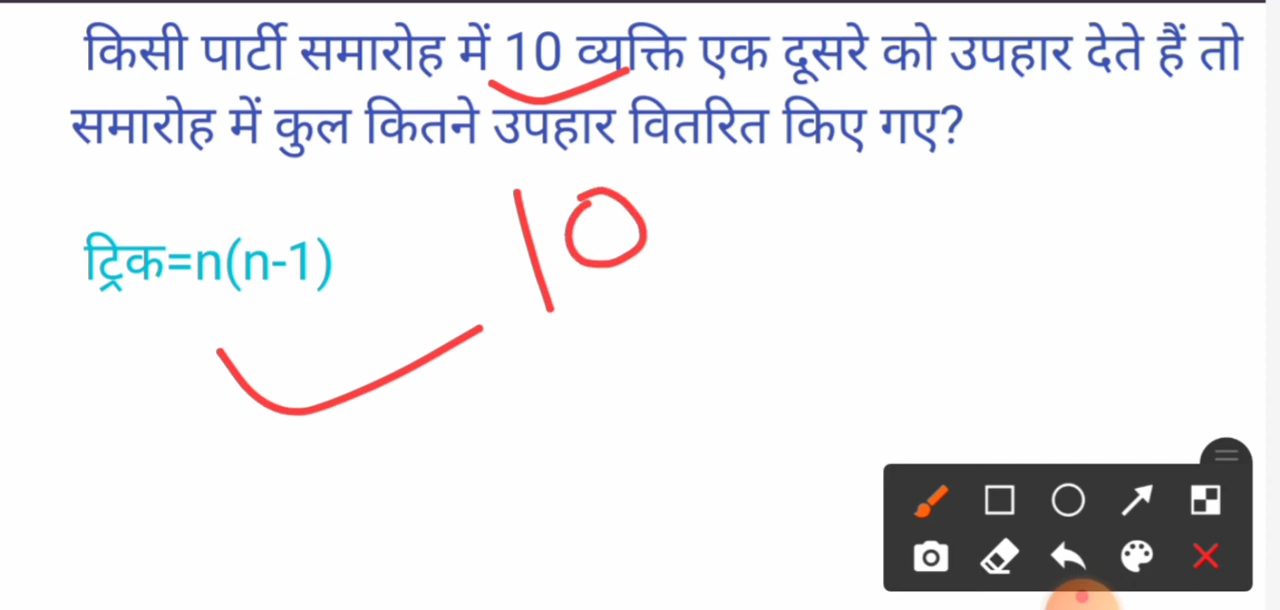 किसी पार्टी समारोह में 10 व्यक्ति एक दूसरे को उपहार देते हैं तो
समारोह में कुल कितने उपहार वितरित किए गए?
ट्रिक=n(n-1)
10